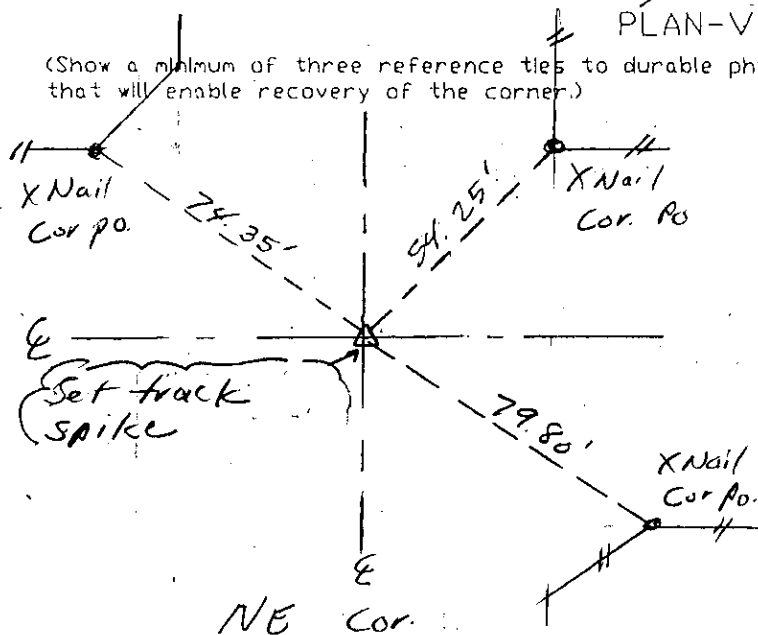 PLAN-V
(Show a minimum of three reference ties to durable ph
that will enable recovery of the corner.)
X Nail
Cor po.
74.35'
54.25'
X Nail
Cor. Po
℄
Set track
spike
79.80'
X Nail
Cor Po.
℄
NE Cor.